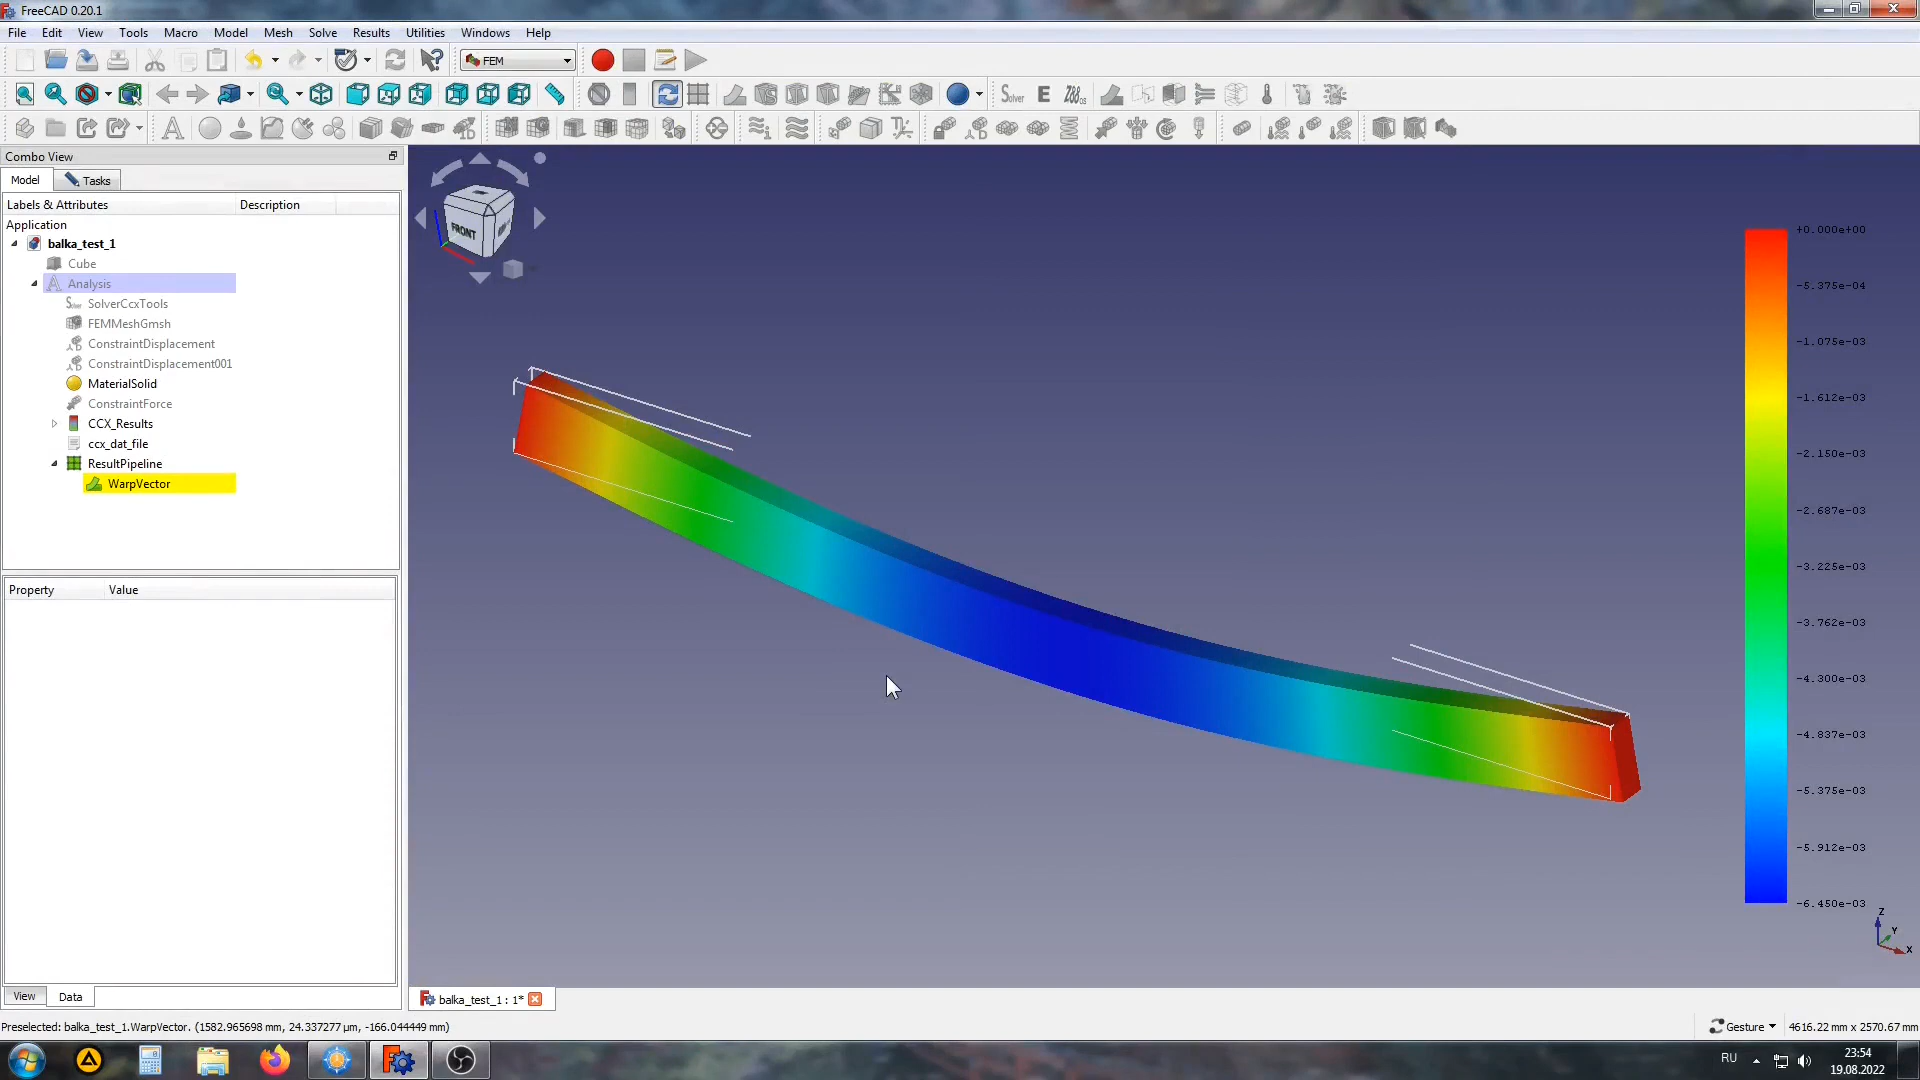 FreeCAD 0.20.1
File Edit View Tools Macro Model Mesh Solve Results Utilities Windows Help
FEM
Solver E Z88os
Combo View
Model Tasks
Labels & Attributes Description
Application
balka_test_1
Cube
Analysis
SolverCcxTools
FEMMeshGmsh
ConstraintDisplacement
ConstraintDisplacement001
MaterialSolid
ConstraintForce
CCX_Results
ccx_dat_file
ResultPipeline
WarpVector
Property Value
View Data
FRONT
+0.000e+00
-5.375e-04
-1.075e-03
-1.612e-03
-2.150e-03
-2.687e-03
-3.225e-03
-3.762e-03
-4.300e-03
-4.837e-03
-5.375e-03
-5.912e-03
-6.450e-03
Z
Y
X
balka_test_1 : 1*
Preselected: balka_test_1.WarpVector. (1582.965698 mm, 24.337277 µm, -166.044449 mm)
Gesture 4616.22 mm x 2570.67 mm
RU
23:54
19.08.2022